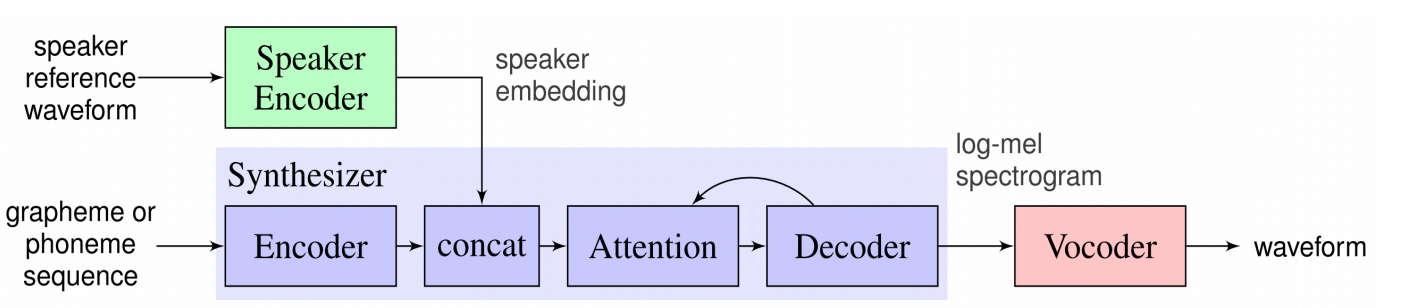 speaker
reference
waveform
Speaker
Encoder
speaker
embedding
log-mel
spectrogram
Synthesizer
grapheme or
phoneme
sequence
Encoder
concat
Attention
Decoder
Vocoder
waveform